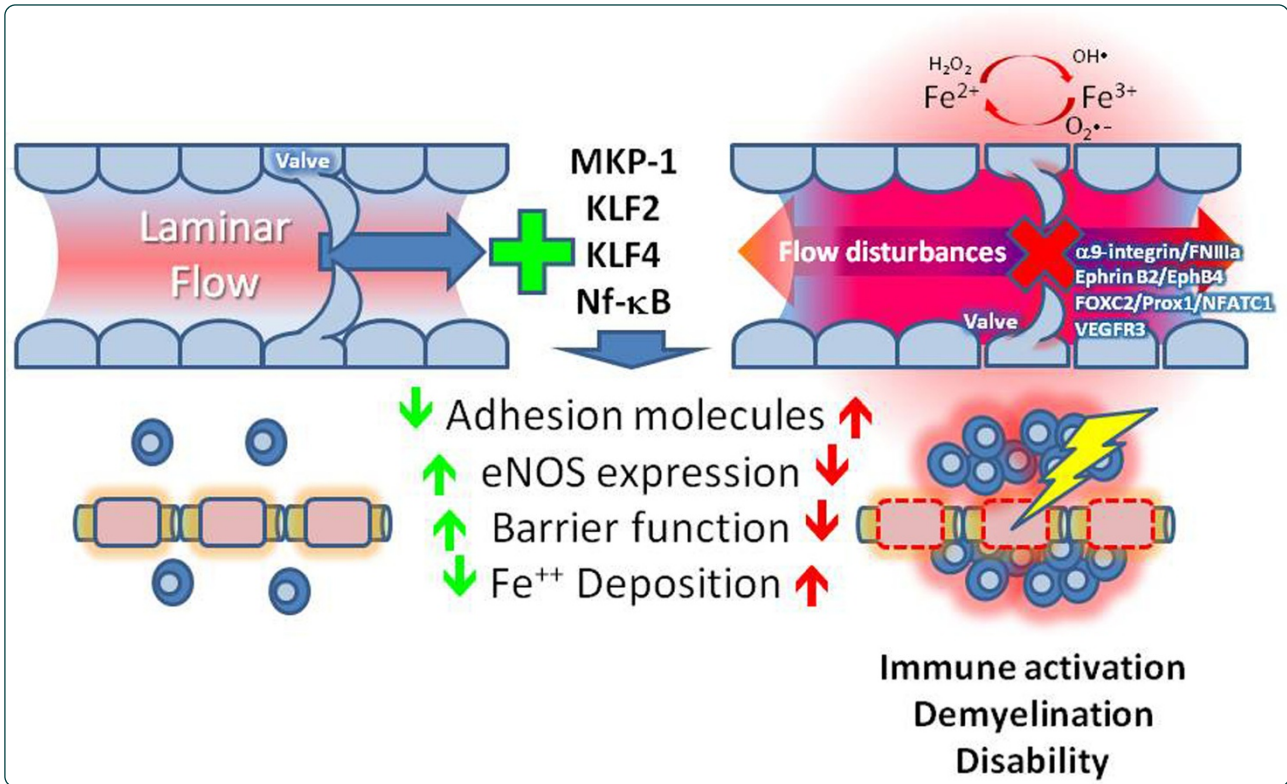 Valve
Laminar
Flow
MKP-1
KLF2
KLF4
Nf-κB
H₂O₂
OH•
Fe²⁺
Fe³⁺
O₂•-
Flow disturbances
α9-integrin/FNIIIa
Ephrin B2/EphB4
FOXC2/Prox1/NFATC1
VEGFR3
Valve
Adhesion molecules
eNOS expression
Barrier function
Fe⁺⁺ Deposition
Immune activation
Demyelination
Disability